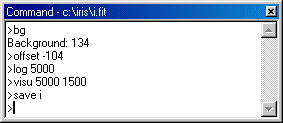 Command - c:\iris\i.fit
>bg
Background: 134
>offset -104
>log 5000
>visu 5000 1500
>save i
>